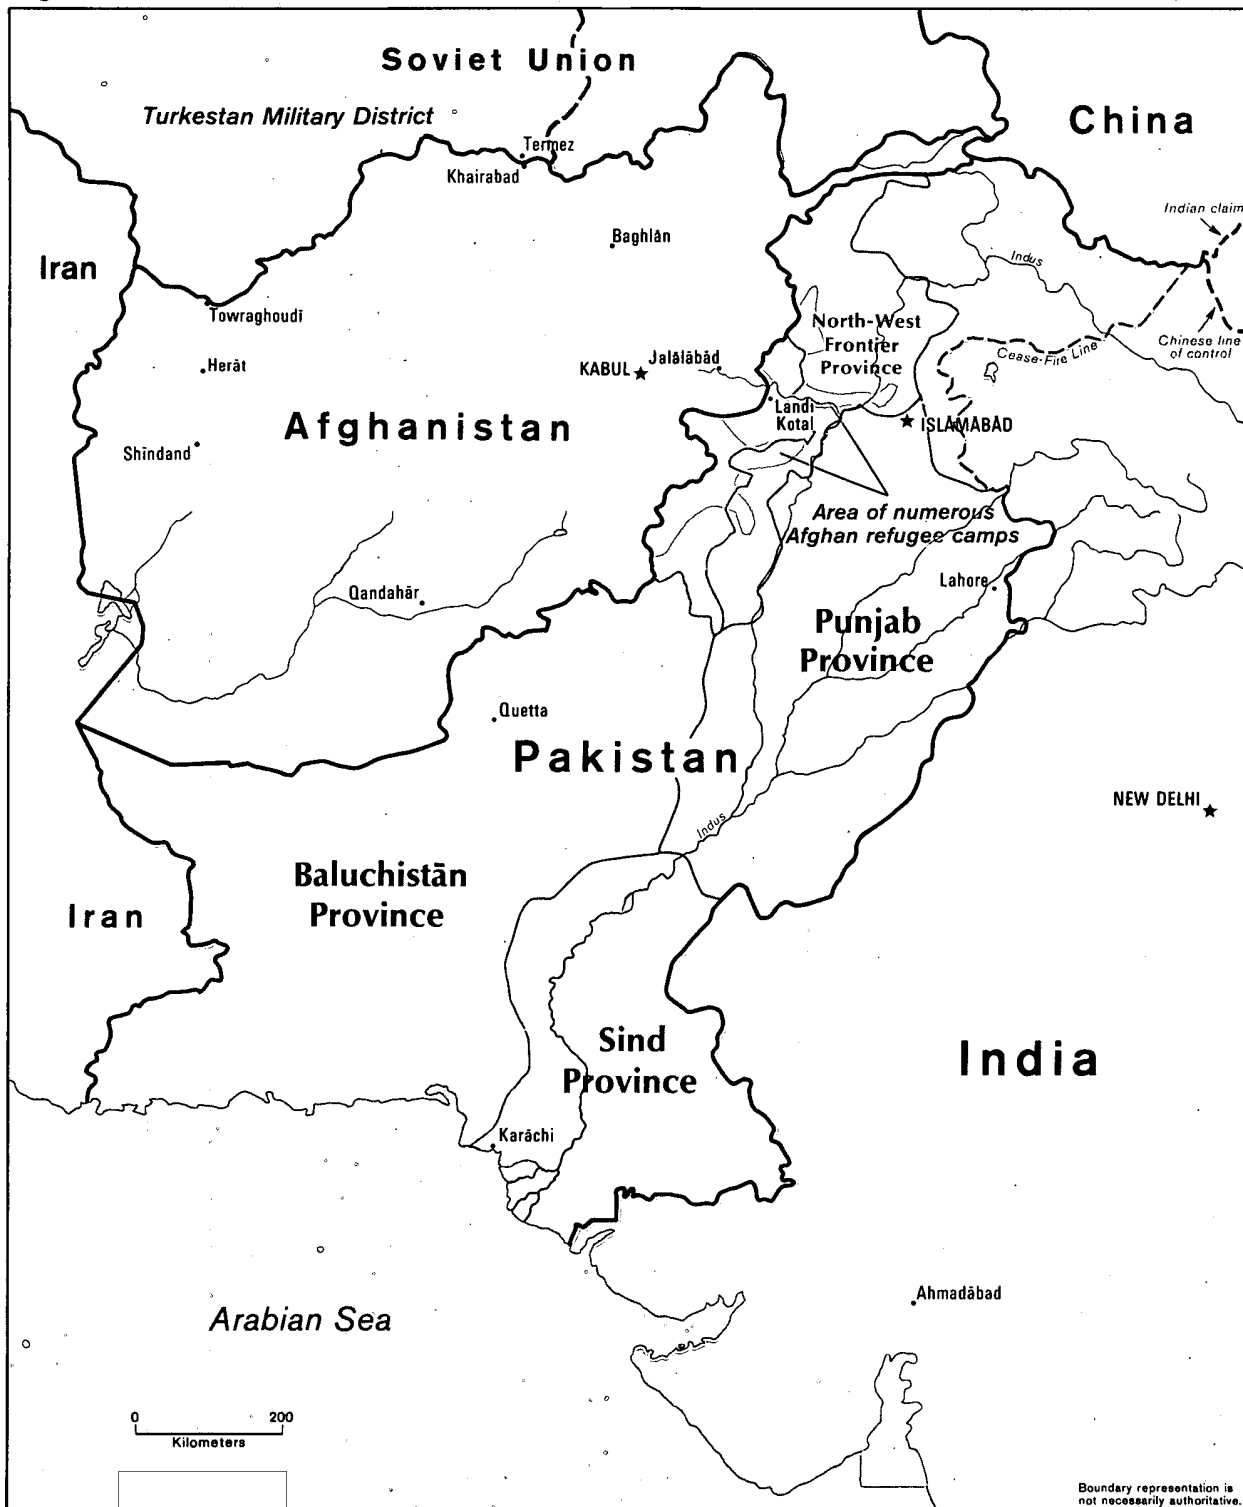 Soviet Union
Turkestan Military District
China
Termez
Khairabad
Indian claim
Baghlān
Iran
Indus
Towraghoudī
North-West
Frontier
Province
Chinese line
of control
Cease-Fire Line
Herāt
KABUL
Jalālābād
Landi
Kotal
ISLĀMĀBĀD
Afghanistan
Shīndand
Area of numerous
Afghan refugee camps
Qandahār
Lahore
Punjab
Province
Quetta
Pakistan
NEW DELHI
Indus
Baluchistān
Province
Iran
Sind
Province
India
Karāchi
Arabian Sea
Ahmadābad
0 200
Kilometers
Boundary representation is
not necessarily authoritative.